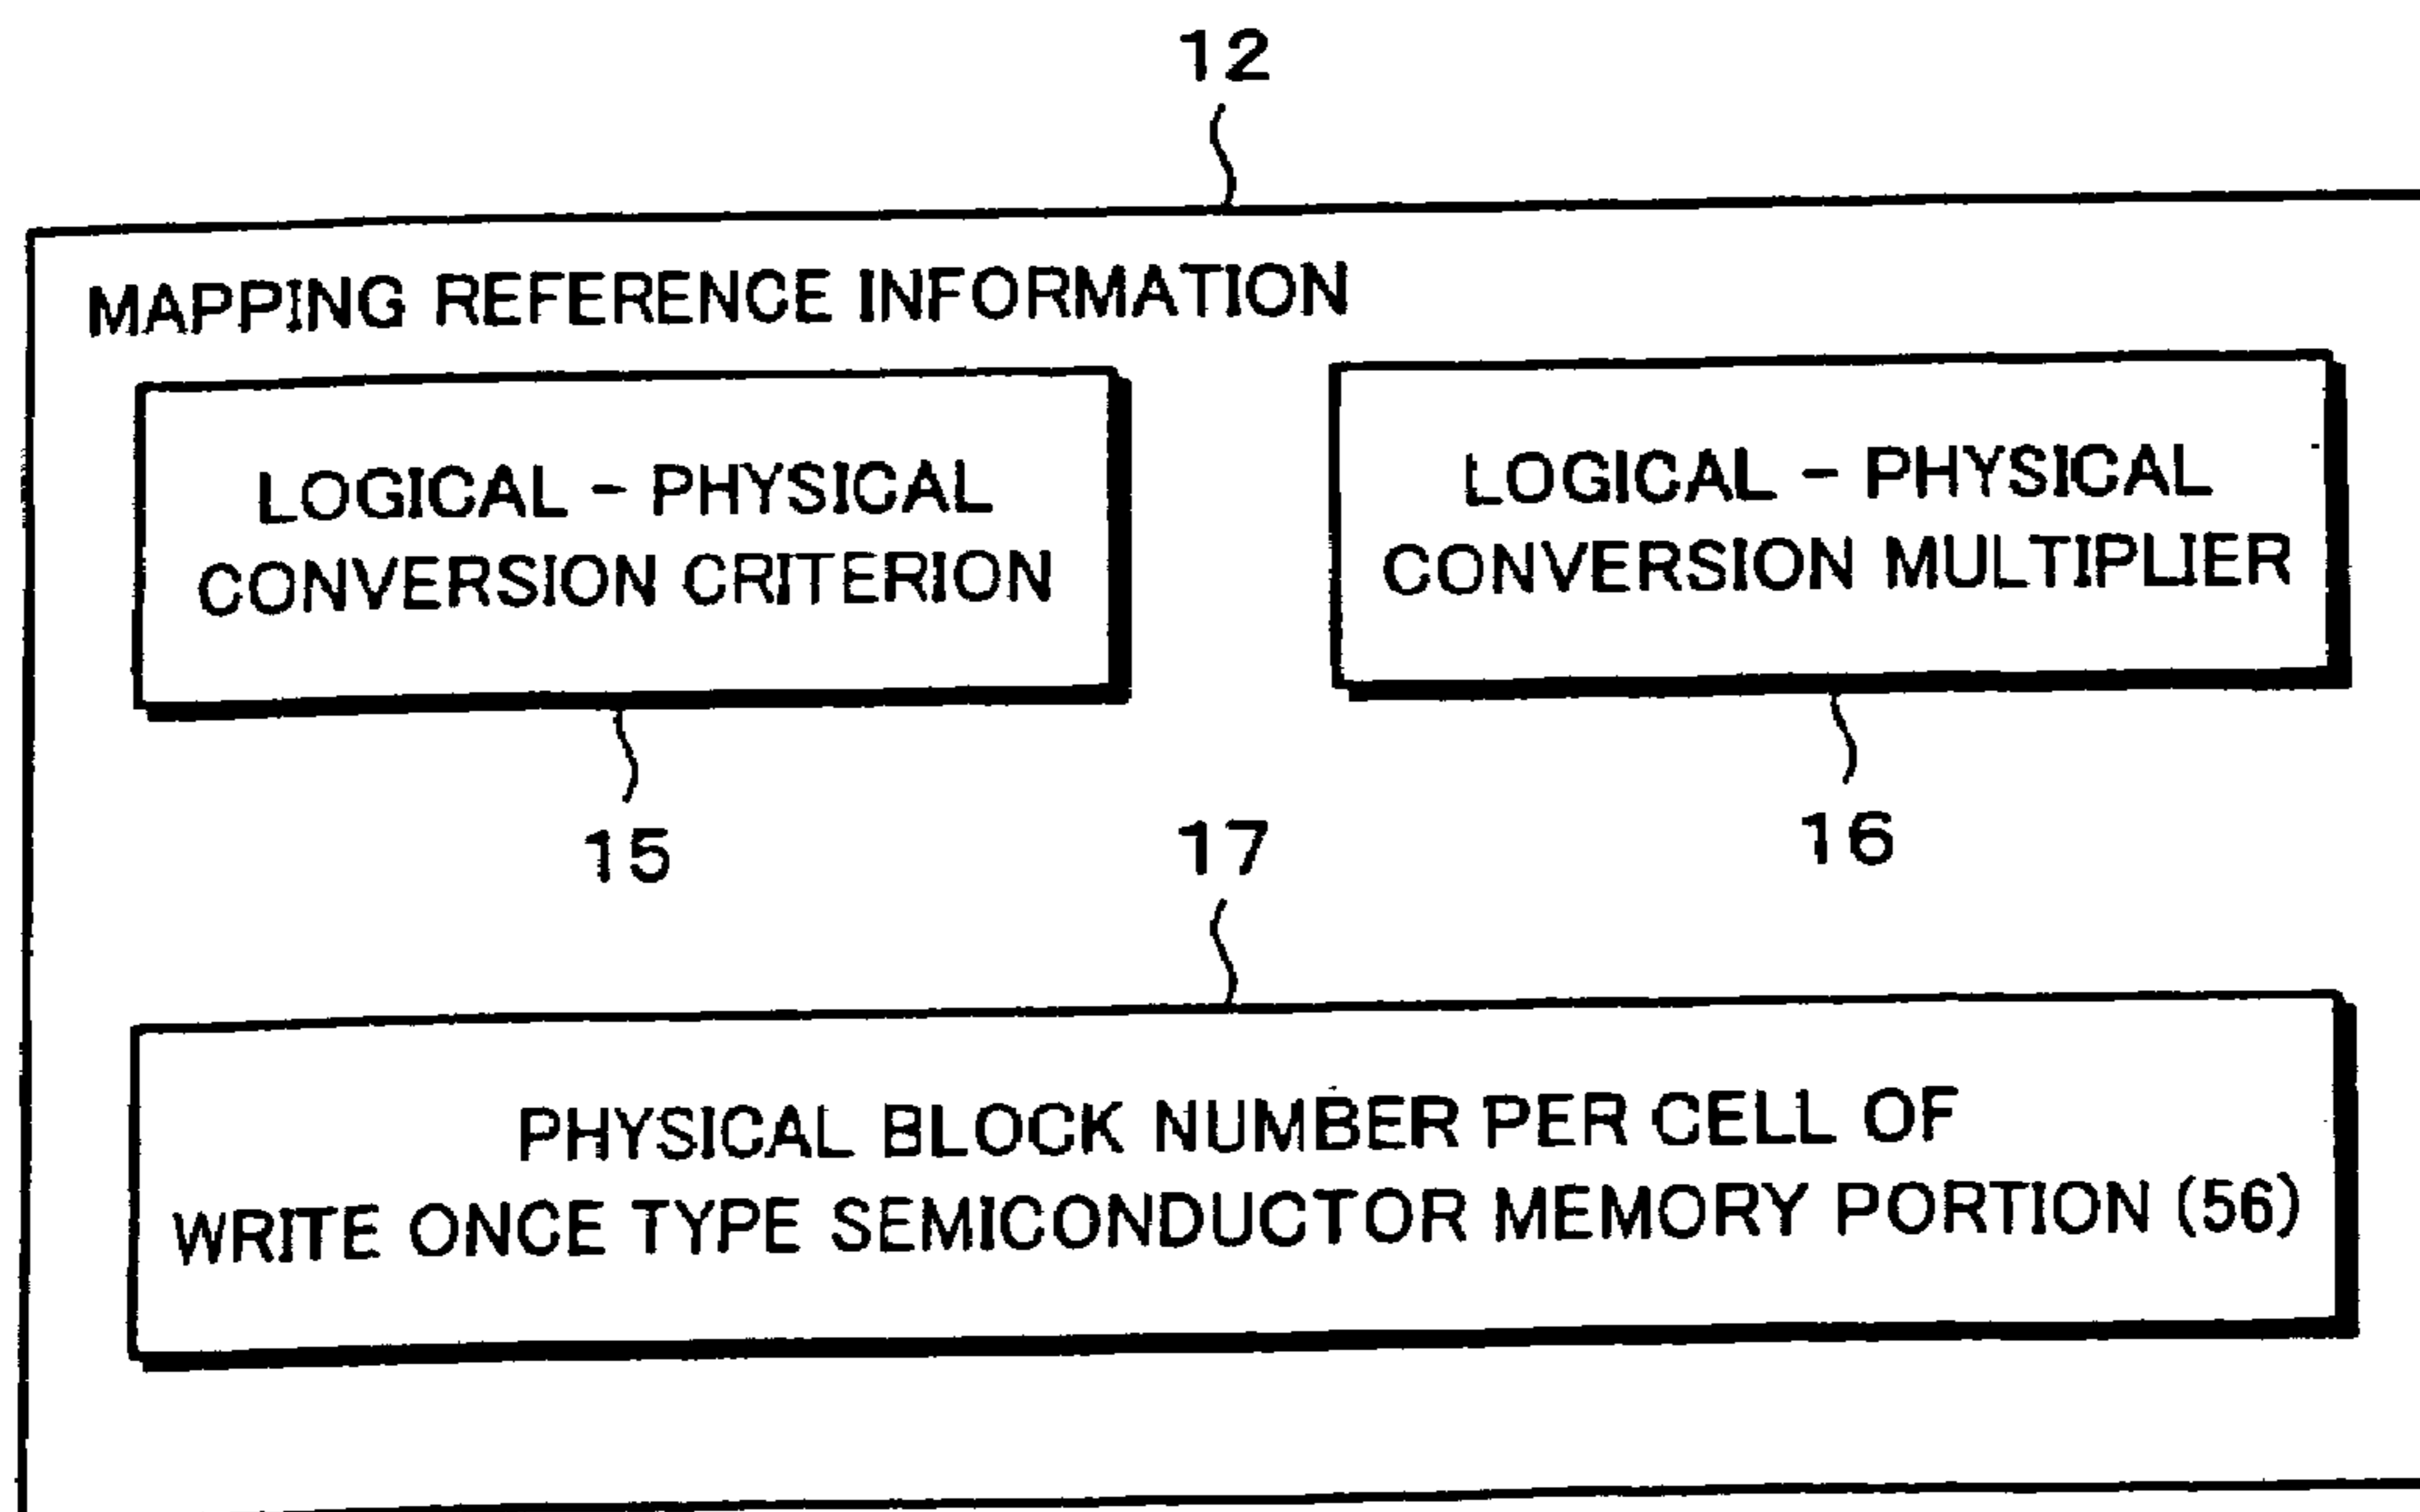 12
MAPPING REFERENCE INFORMATION
LOGICAL - PHYSICAL
CONVERSION CRITERION
LOGICAL - PHYSICAL
CONVERSION MULTIPLIER
15
16
17
PHYSICAL BLOCK NUMBER PER CELL OF
WRITE ONCE TYPE SEMICONDUCTOR MEMORY PORTION (56)